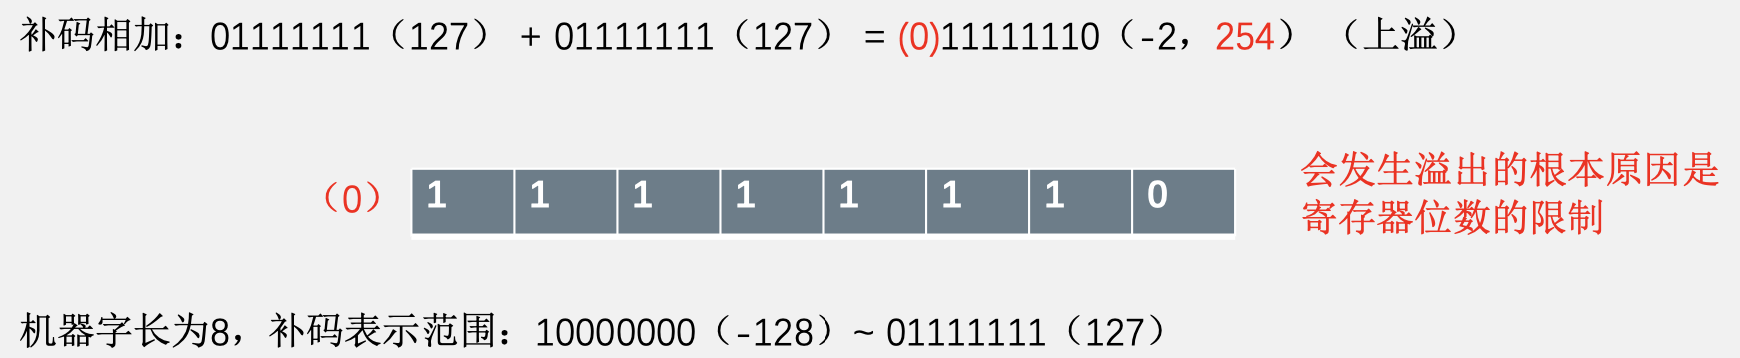 补码相加：01111111（127） + 01111111（127） = (0)11111110（-2，254） （上溢）
（0） 1 1 1 1 1 1 1 0
会发生溢出的根本原因是
寄存器位数的限制
机器字长为8，补码表示范围：10000000（-128）~ 01111111（127）